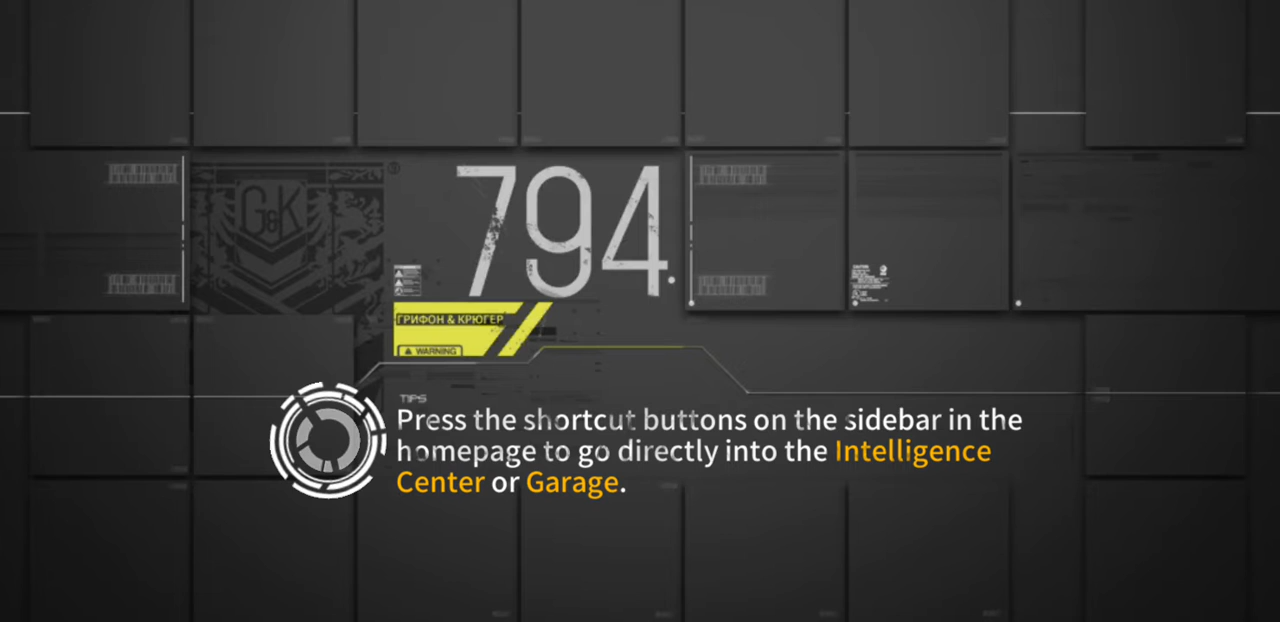 G&K
794.
ГРИФОН & КРЮГЕР
WARNING
TIPS
Press the shortcut buttons on the sidebar in the
homepage to go directly into the Intelligence
Center or Garage.